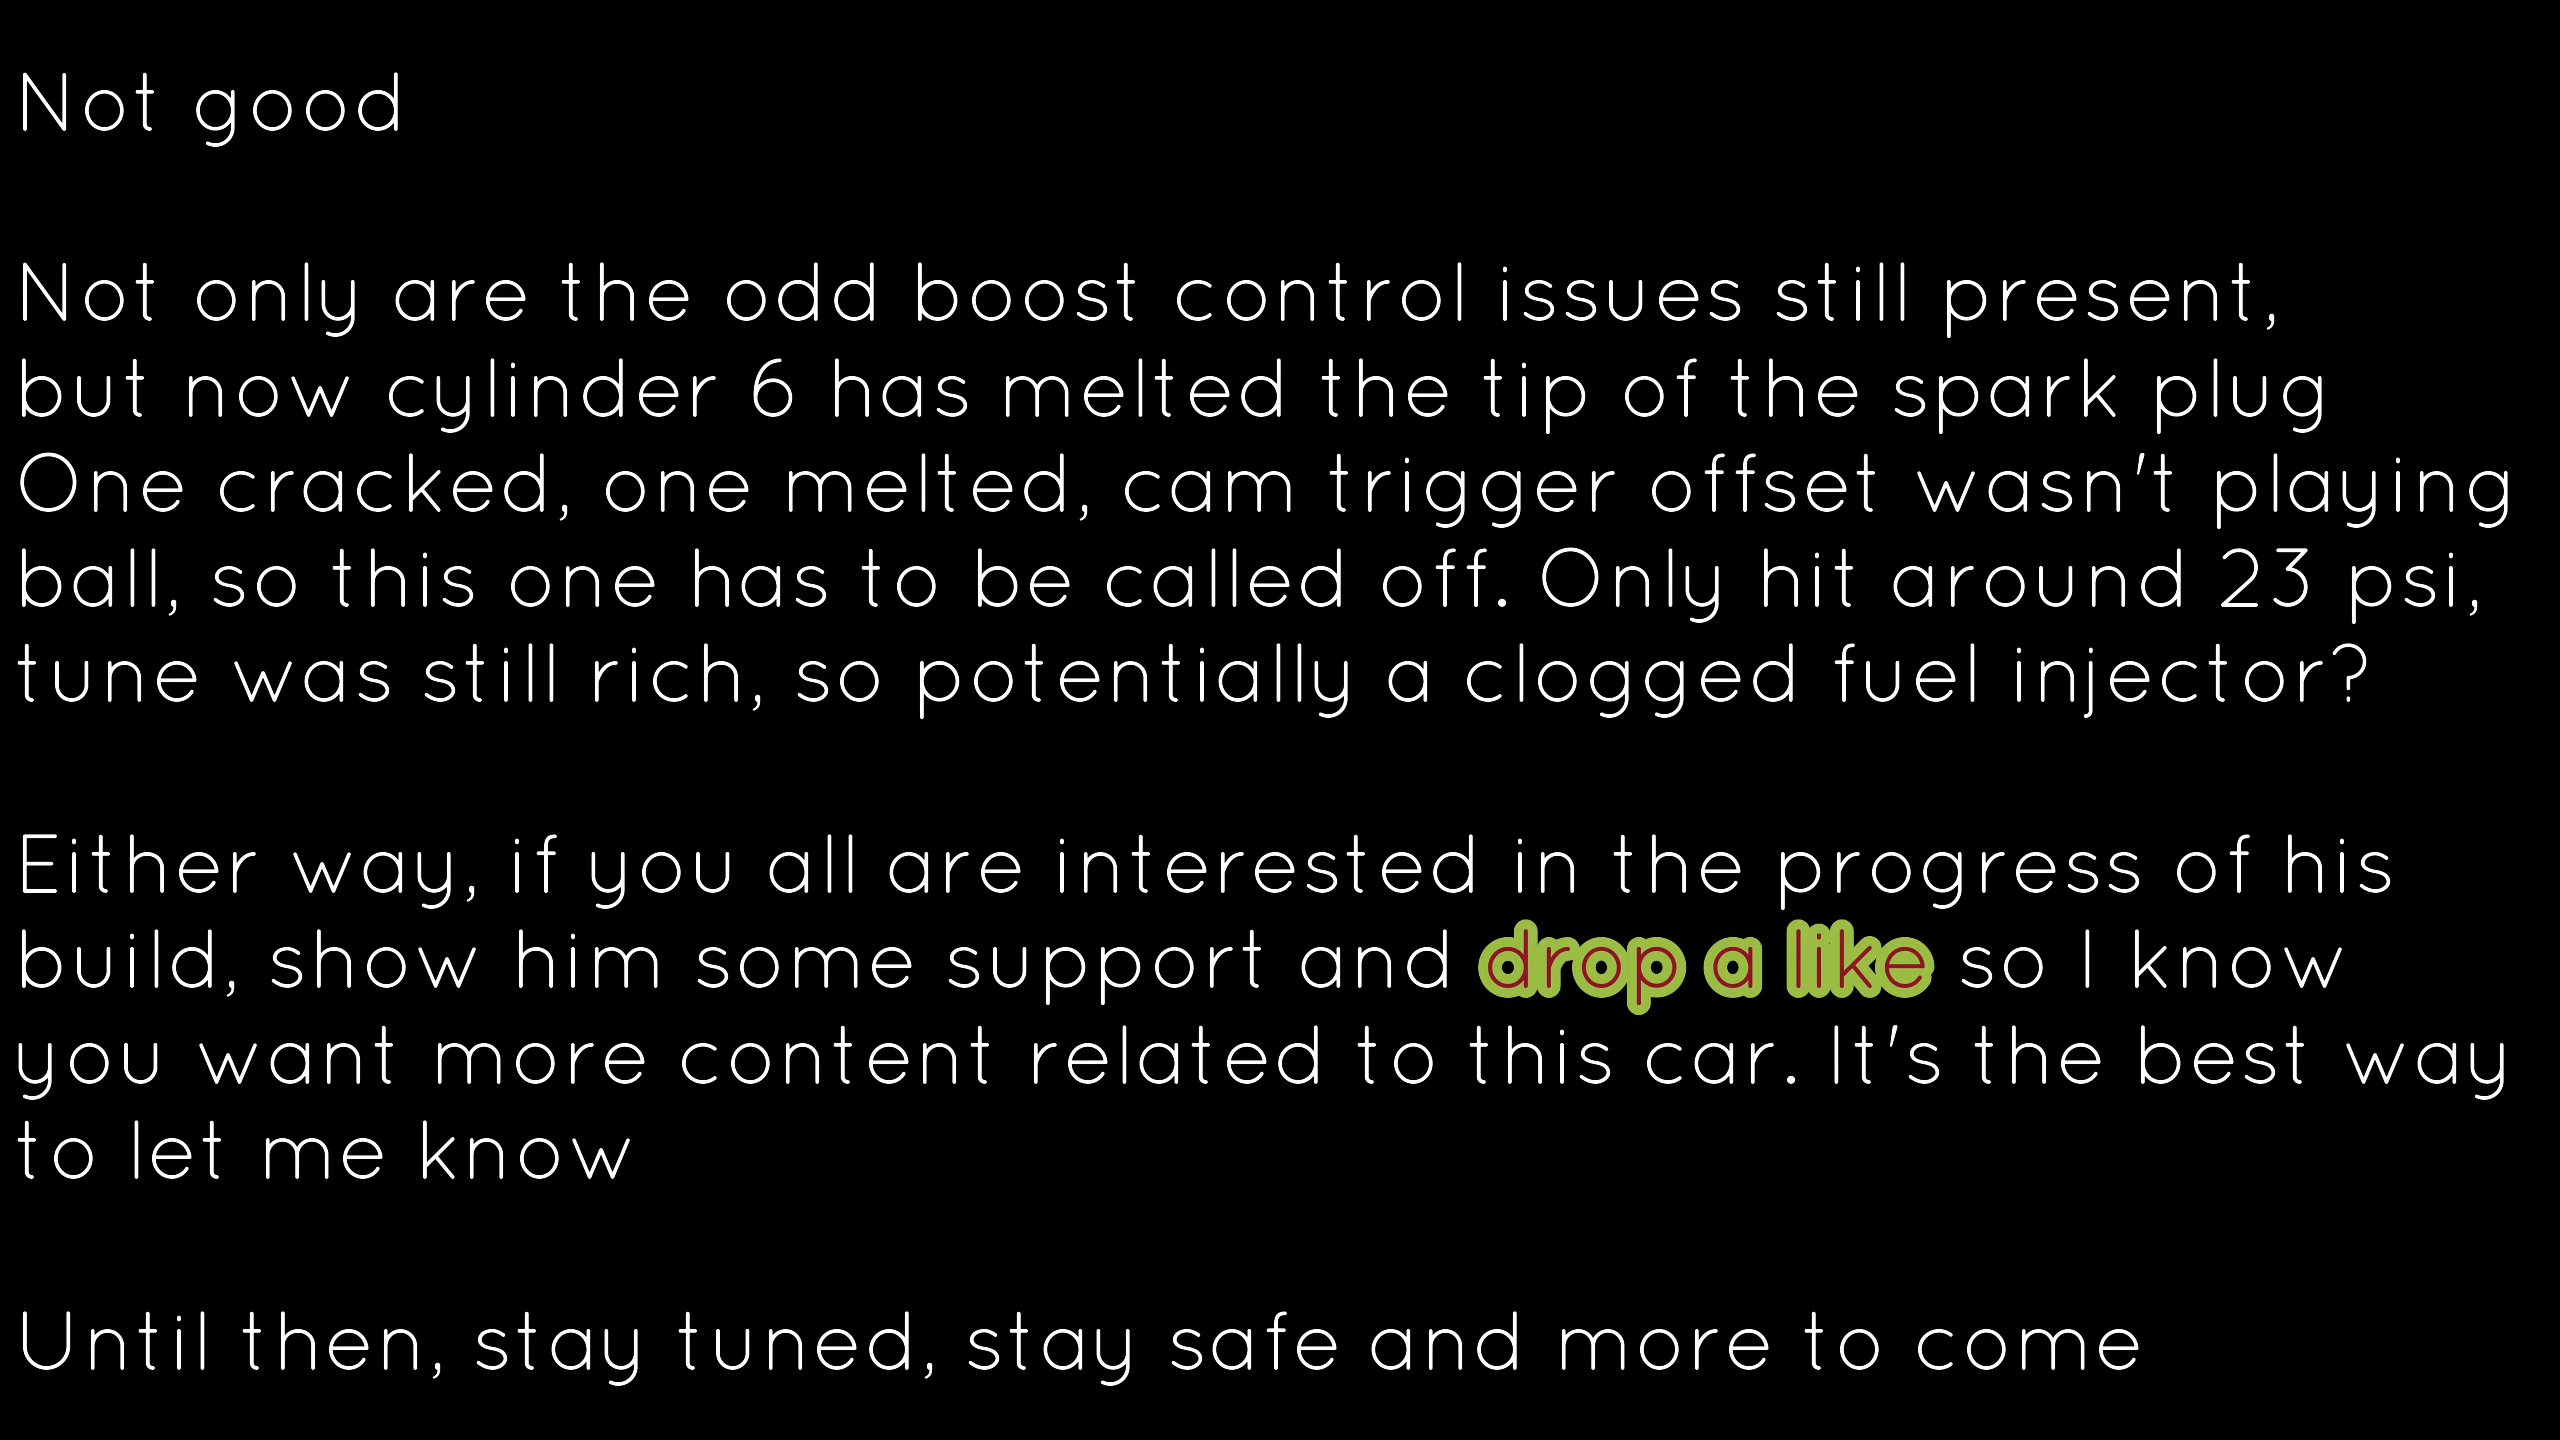 Not good
Not only are the odd boost control issues still present,
but now cylinder 6 has melted the tip of the spark plug
One cracked, one melted, cam trigger offset wasn't playing
ball, so this one has to be called off. Only hit around 23 psi,
tune was still rich, so potentially a clogged fuel injector?
Either way, if you all are interested in the progress of his
build, show him some support and drop a like so I know
you want more content related to this car. It's the best way
to let me know
Until then, stay tuned, stay safe and more to come